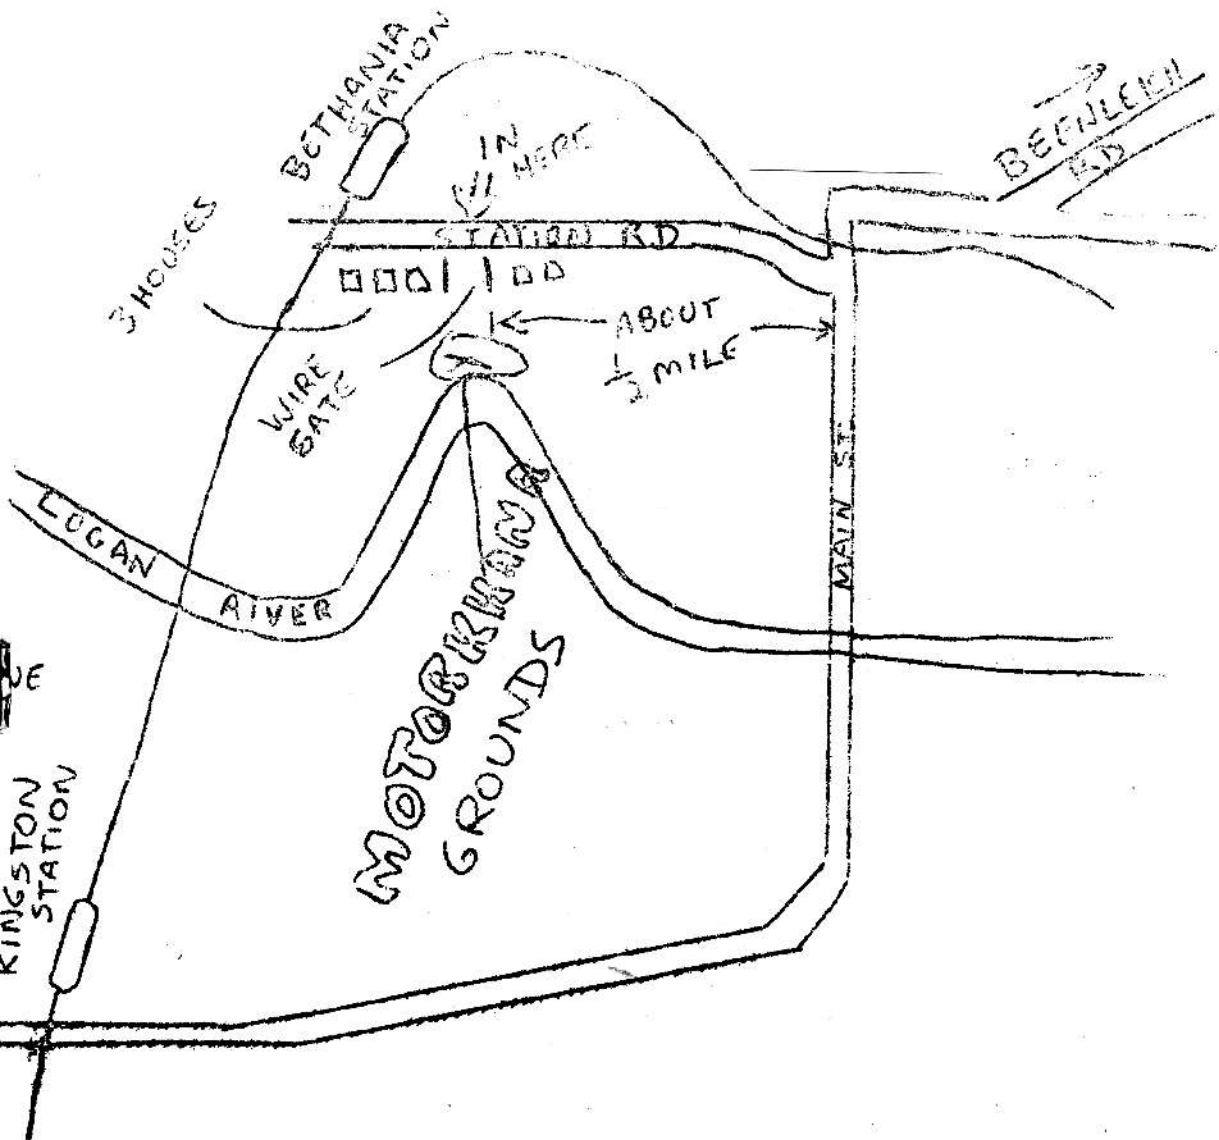 BETHANIA
STATION
IN
HERE
BEENLEIGH
RD
3 HOUSES
STATION RD
ABOUT
1/2 MILE
WIRE
GATE
MAIN ST.
LOGAN RIVER
MOTORKHANA
GROUNDS
KINGSTON
STATION